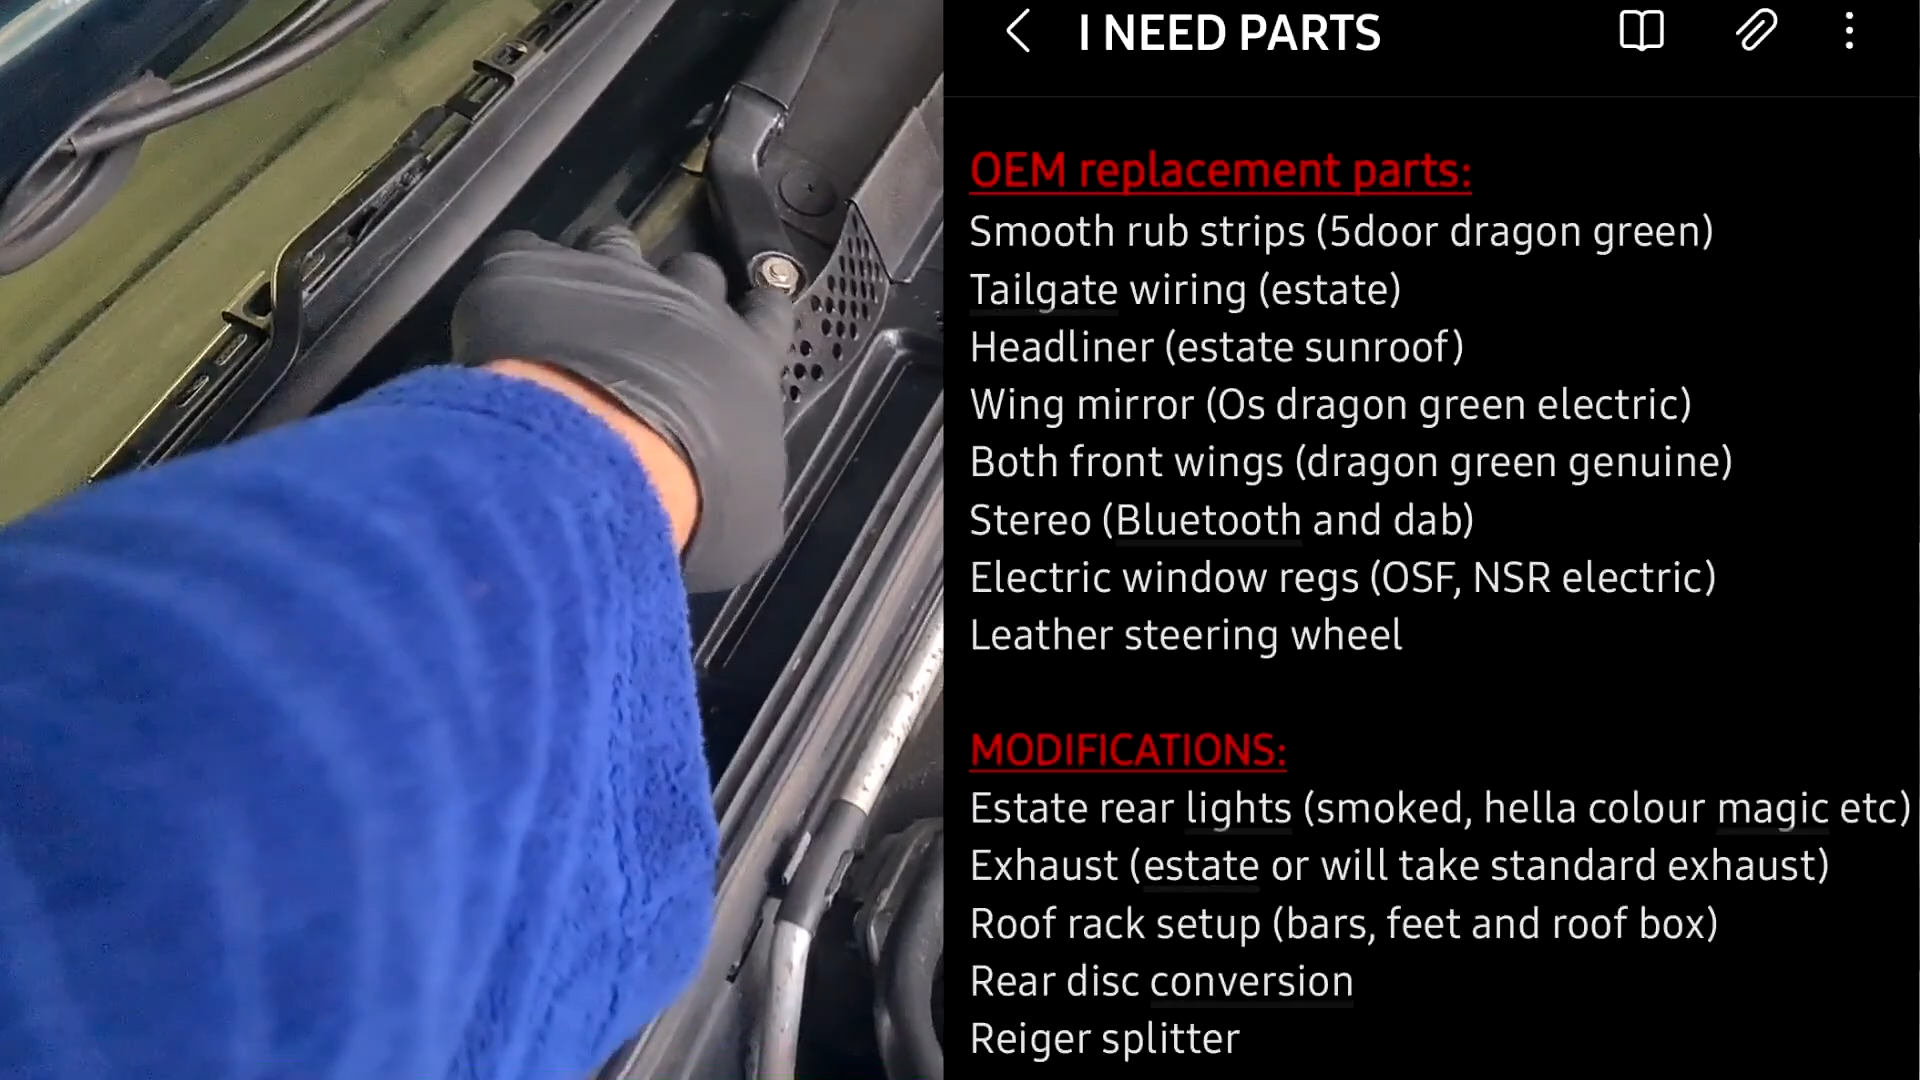 I NEED PARTS
OEM replacement parts:
Smooth rub strips (5door dragon green)
Tailgate wiring (estate)
Headliner (estate sunroof)
Wing mirror (Os dragon green electric)
Both front wings (dragon green genuine)
Stereo (Bluetooth and dab)
Electric window regs (OSF, NSR electric)
Leather steering wheel
MODIFICATIONS:
Estate rear lights (smoked, hella colour magic etc)
Exhaust (estate or will take standard exhaust)
Roof rack setup (bars, feet and roof box)
Rear disc conversion
Reiger splitter